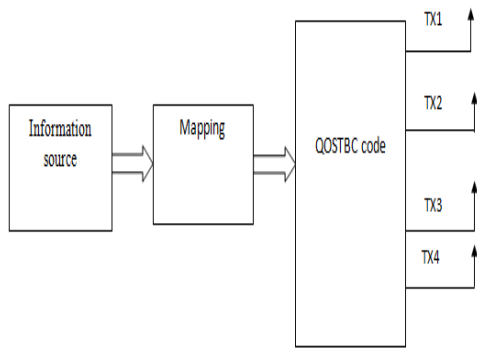 Information
source
Mapping
QOSTBC code
TX1
TX2
TX3
TX4